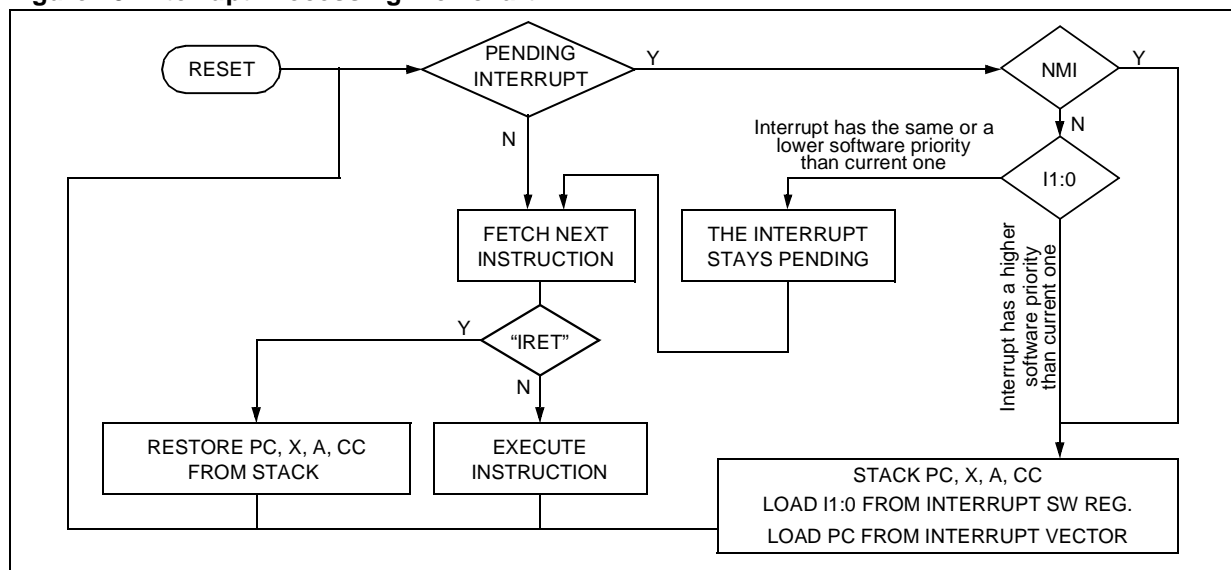 RESET
PENDING
INTERRUPT
Y
NMI
Y
N
N
Interrupt has the same or a
lower software priority
than current one
I1:0
FETCH NEXT
INSTRUCTION
THE INTERRUPT
STAYS PENDING
Interrupt has a higher
software priority
than current one
Y
“IRET”
N
RESTORE PC, X, A, CC
FROM STACK
EXECUTE
INSTRUCTION
STACK PC, X, A, CC
LOAD I1:0 FROM INTERRUPT SW REG.
LOAD PC FROM INTERRUPT VECTOR